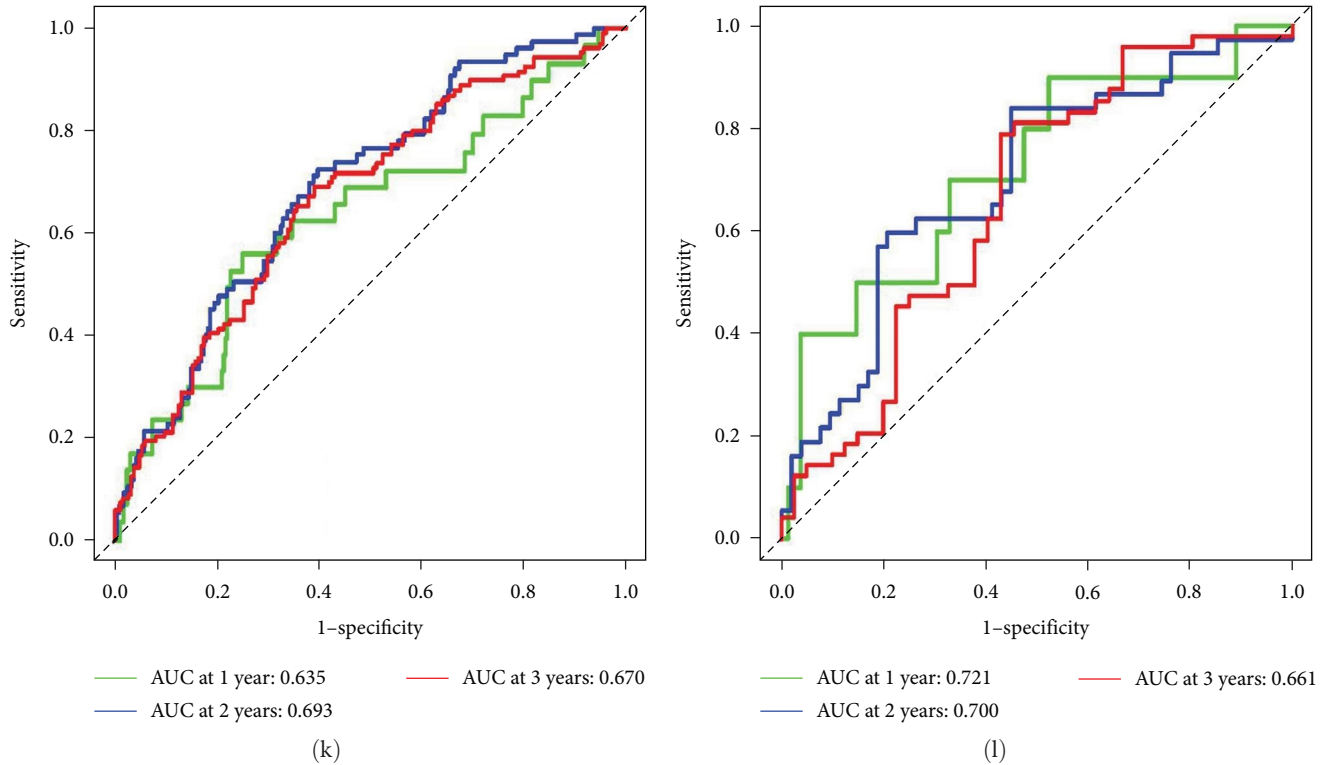 1.0
0.8
0.6
0.4
0.2
0.0
Sensitivity
0.0 0.2 0.4 0.6 0.8 1.0
1–specificity
AUC at 1 year: 0.635
AUC at 2 years: 0.693
AUC at 3 years: 0.670
(k)
1.0
0.8
0.6
0.4
0.2
0.0
Sensitivity
0.0 0.2 0.4 0.6 0.8 1.0
1–specificity
AUC at 1 year: 0.721
AUC at 2 years: 0.700
AUC at 3 years: 0.661
(l)